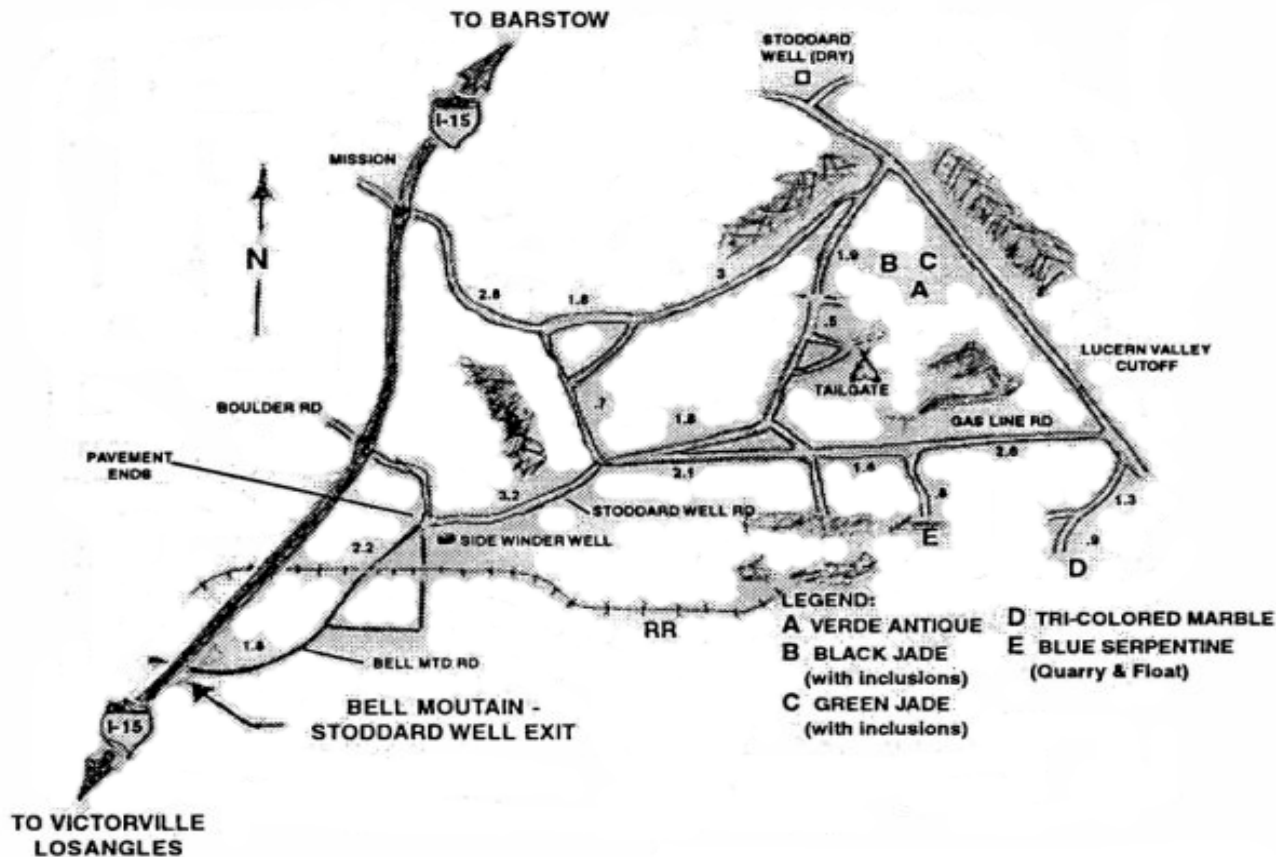 TO BARSTOW
STODDARD
WELL (DRY)
i-15
MISSION
N
1.9
B
C
A
3
2.8
1.8
.5
LUCERN VALLEY
CUTOFF
TAILGATE
BOULDER RD
.7
1.8
GAS LINE RD
PAVEMENT
ENDS
2.1
1.4
2.6
3.2
STODDARD WELL RD
.8
1.3
E
SIDE WINDER WELL
2.2
.9
D
RR
1.6
BELL MTD RD
LEGEND:
A VERDE ANTIQUE
B BLACK JADE
(with inclusions)
C GREEN JADE
(with inclusions)
D TRI-COLORED MARBLE
E BLUE SERPENTINE
(Quarry & Float)
BELL MOUTAIN -
STODDARD WELL EXIT
i-15
TO VICTORVILLE
LOSANGLES